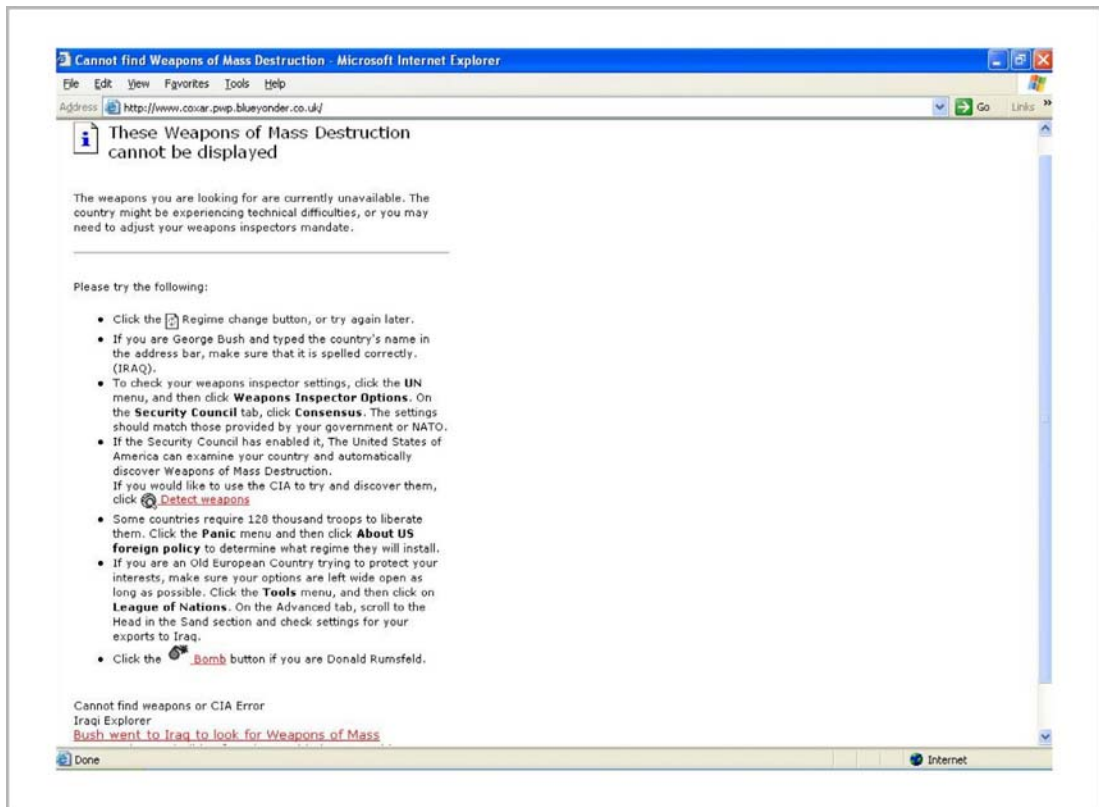 Cannot find Weapons of Mass Destruction - Microsoft Internet Explorer
File Edit View Favorites Tools Help
Address http://www.coxar.pwp.blueyonder.co.uk/ Go Links »
These Weapons of Mass Destruction
cannot be displayed
The weapons you are looking for are currently unavailable. The
country might be experiencing technical difficulties, or you may
need to adjust your weapons inspectors mandate.
Please try the following:
• Click the Regime change button, or try again later.
• If you are George Bush and typed the country's name in
the address bar, make sure that it is spelled correctly.
(IRAQ).
• To check your weapons inspector settings, click the UN
menu, and then click Weapons Inspector Options. On
the Security Council tab, click Consensus. The settings
should match those provided by your government or NATO.
• If the Security Council has enabled it, The United States of
America can examine your country and automatically
discover Weapons of Mass Destruction.
If you would like to use the CIA to try and discover them,
click Detect weapons
• Some countries require 128 thousand troops to liberate
them. Click the Panic menu and then click About US
foreign policy to determine what regime they will install.
• If you are an Old European Country trying to protect your
interests, make sure your options are left wide open as
long as possible. Click the Tools menu, and then click on
League of Nations. On the Advanced tab, scroll to the
Head in the Sand section and check settings for your
exports to Iraq.
• Click the Bomb button if you are Donald Rumsfeld.
Cannot find weapons or CIA Error
Iraqi Explorer
Bush went to Iraq to look for Weapons of Mass
Done Internet